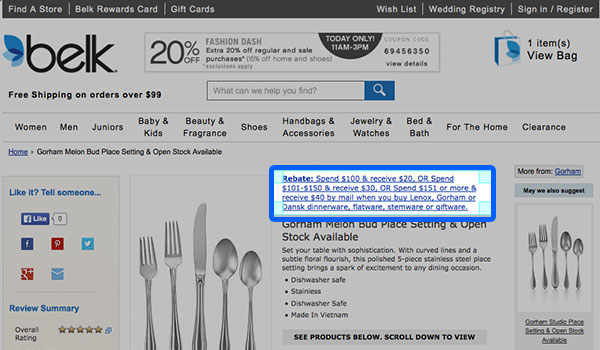 Find A Store | Belk Rewards Card | Gift Cards
Wish List | Wedding Registry | Sign in / Register
belk
20% OFF
FASHION DASH
Extra 20% off regular and sale
purchases* (15% off home and shoes)
*exclusions apply
TODAY ONLY!
11AM-3PM
COUPON CODE
69456350
view details
1 item(s)
View Bag
Free Shipping on orders over $99
What can we help you find?
Women Men Juniors Baby & Kids Beauty & Fragrance Shoes Handbags & Accessories Jewelry & Watches Bed & Bath For The Home Clearance
Home » Gorham Melon Bud Place Setting & Open Stock Available
Like it? Tell someone...
Like 0
Review Summary
Overall Rating
Rebate: Spend $100 & receive $20, OR Spend
$101-$150 & receive $30, OR Spend $151 or more &
receive $40 by mail when you buy Lenox, Gorham or
Dansk dinnerware, flatware, stemware or giftware.
Gorham Melon Bud Place Setting & Open
Stock Available
Set your table with sophistication. With curved lines and a
subtle floral flourish, this polished 5-piece stainless steel place
setting brings a spark of excitement to any dining occasion.
• Dishwasher safe
• Stainless
• Dishwasher safe
• Made In Vietnam
SEE PRODUCTS BELOW. SCROLL DOWN TO VIEW
More from: Gorham
May we also suggest
Gorham Studio Place
Setting & Open Stock
Available